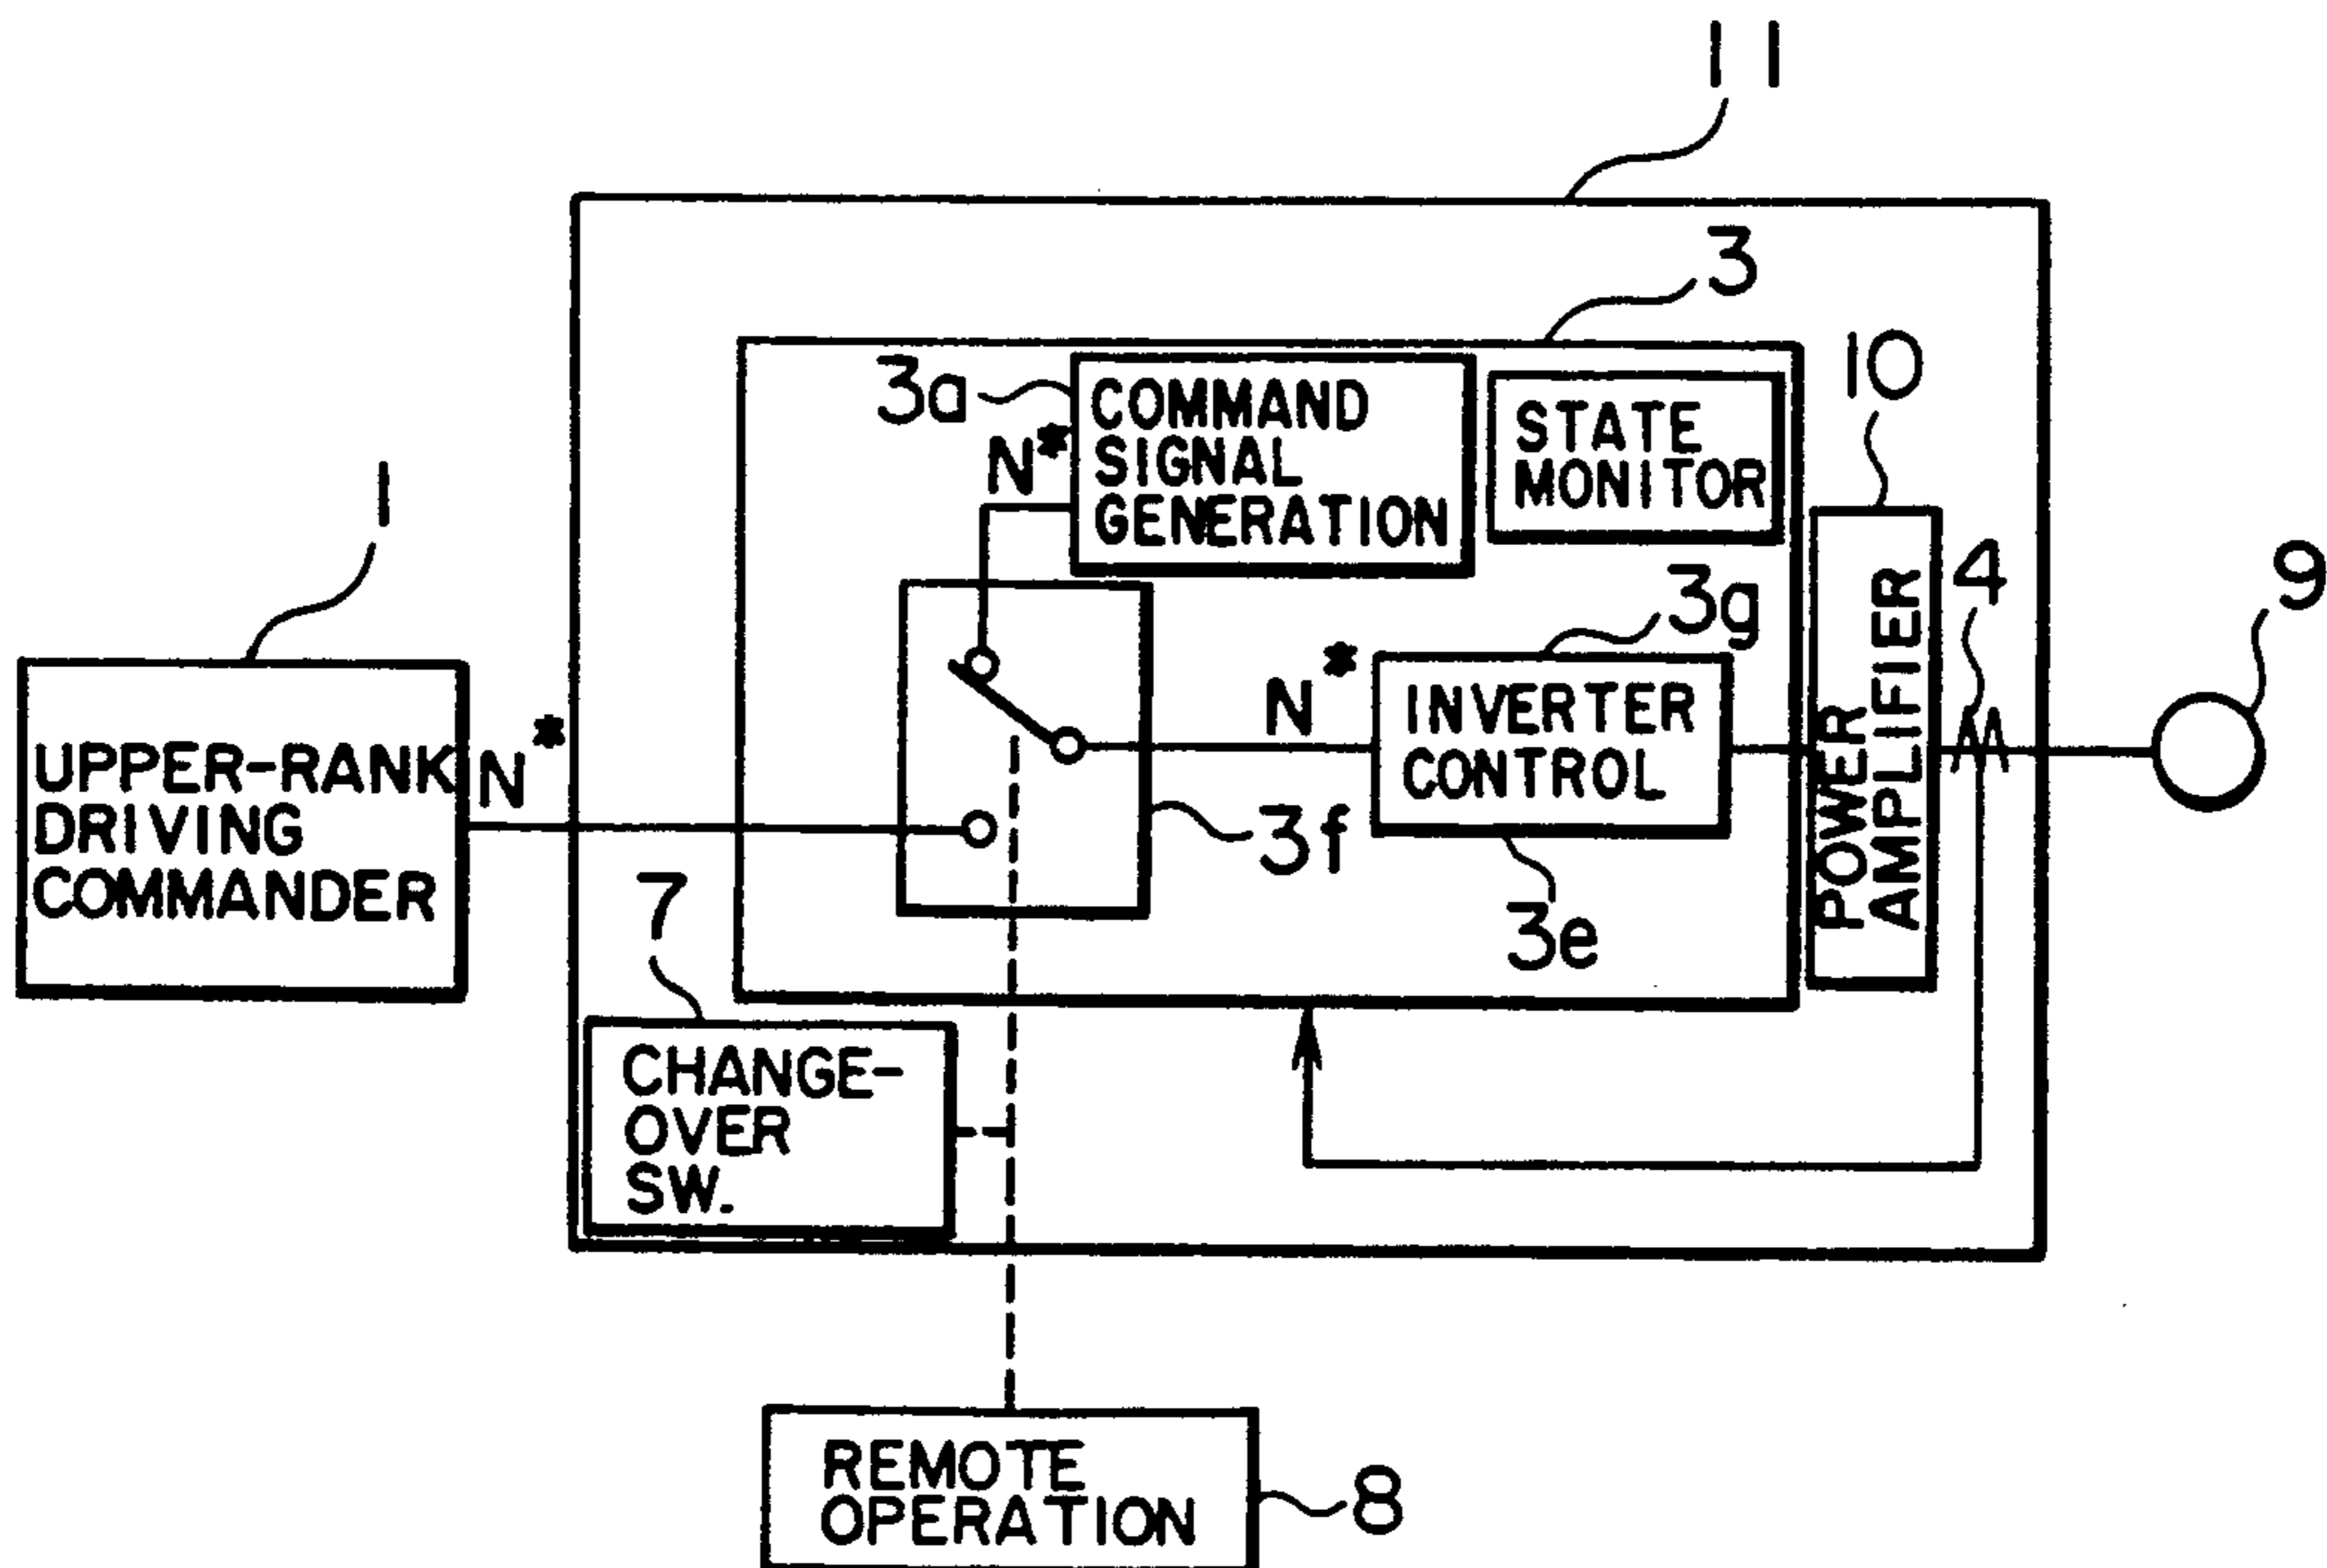 11
3
10
3a
COMMAND
SIGNAL
GENERATION
STATE
MONITOR
N*
1
4
9
3g
UPPER-RANK
DRIVING
COMMANDER
N*
N*
INVERTER
CONTROL
POWER
AMPLIFIER
3f
3e
7
CHANGE-
OVER
SW.
REMOTE
OPERATION
8